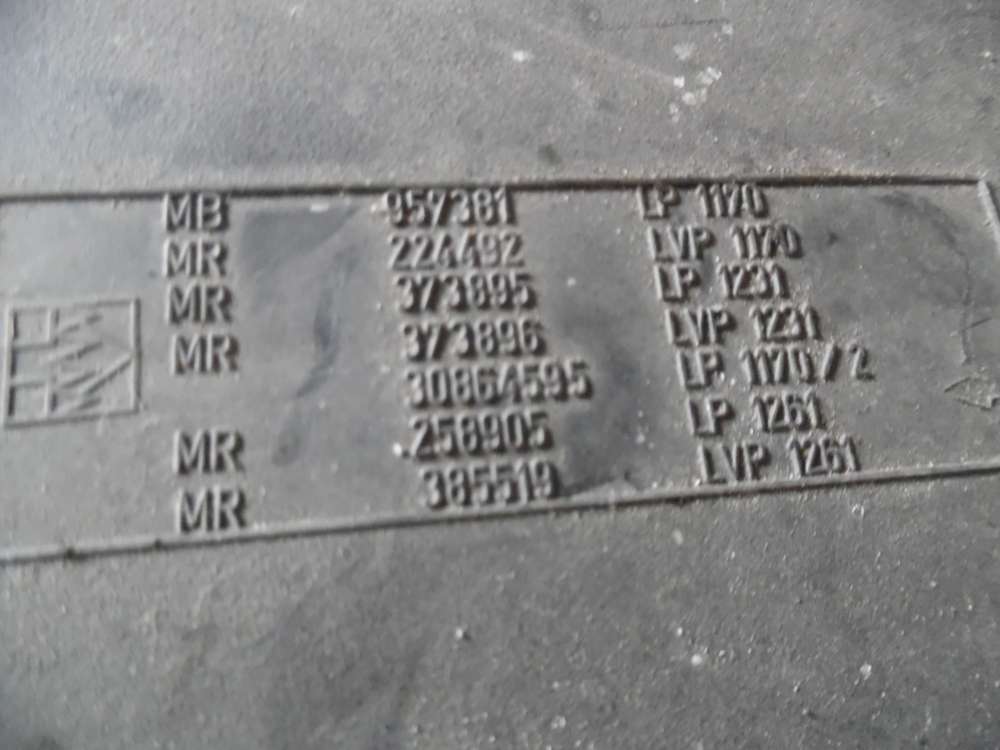 MB 957381 LP 1170
MR 224492 LVP 1170
MR 373895 LP 1231
MR 373896 LVP 1231
30864595 LP 1170/2
MR 258905 LP 1261
MR 385519 LVP 1261